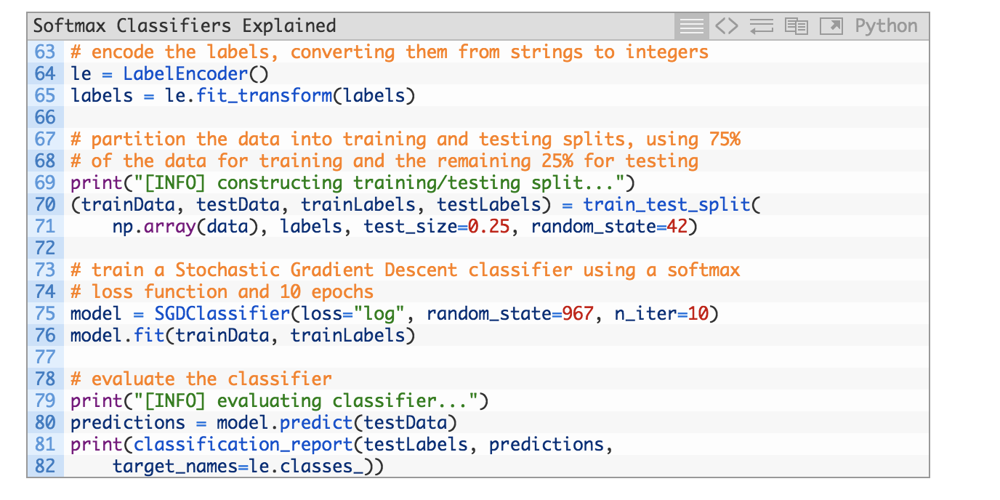 Softmax Classifiers Explained Python
63 # encode the labels, converting them from strings to integers
64 le = LabelEncoder()
65 labels = le.fit_transform(labels)
66
67 # partition the data into training and testing splits, using 75%
68 # of the data for training and the remaining 25% for testing
69 print("[INFO] constructing training/testing split...")
70 (trainData, testData, trainLabels, testLabels) = train_test_split(
71     np.array(data), labels, test_size=0.25, random_state=42)
72
73 # train a Stochastic Gradient Descent classifier using a softmax
74 # loss function and 10 epochs
75 model = SGDClassifier(loss="log", random_state=967, n_iter=10)
76 model.fit(trainData, trainLabels)
77
78 # evaluate the classifier
79 print("[INFO] evaluating classifier...")
80 predictions = model.predict(testData)
81 print(classification_report(testLabels, predictions,
82     target_names=le.classes_))